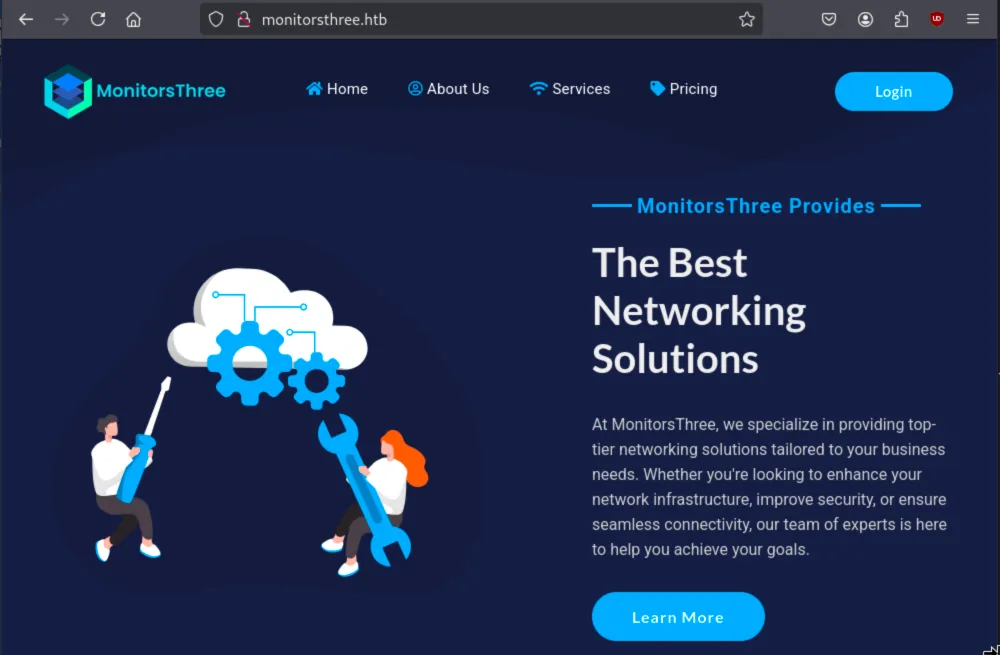 monitorsthree.htb
MonitorsThree
Home
About Us
Services
Pricing
Login
MonitorsThree Provides
The Best
Networking
Solutions
At MonitorsThree, we specialize in providing top-
tier networking solutions tailored to your business
needs. Whether you're looking to enhance your
network infrastructure, improve security, or ensure
seamless connectivity, our team of experts is here
to help you achieve your goals.
Learn More